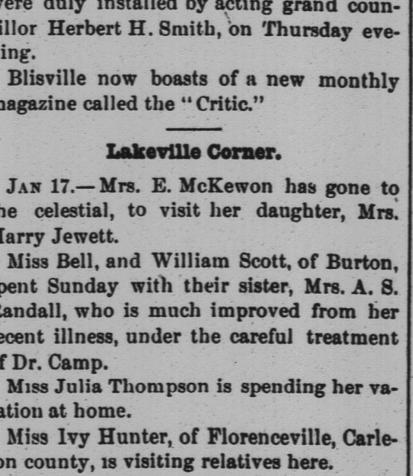 were duly installed by acting grand coun-
illor Herbert H. Smith, on Thursday eve-
ing.
Blisville now boasts of a new monthly
agazine called the "Critic."
Lakeville Corner.
JAN 17.—Mrs. E. McKewon has gone to
he celestial, to visit her daughter, Mrs.
Harry Jewett.
Miss Bell, and William Scott, of Burton,
pent Sunday with their sister, Mrs. A. S.
Randall, who is much improved from her
ecent illness, under the careful treatment
f Dr. Camp.
Miss Julia Thompson is spending her va-
ation at home.
Miss Ivy Hunter, of Florenceville, Carle-
on county, is visiting relatives here.